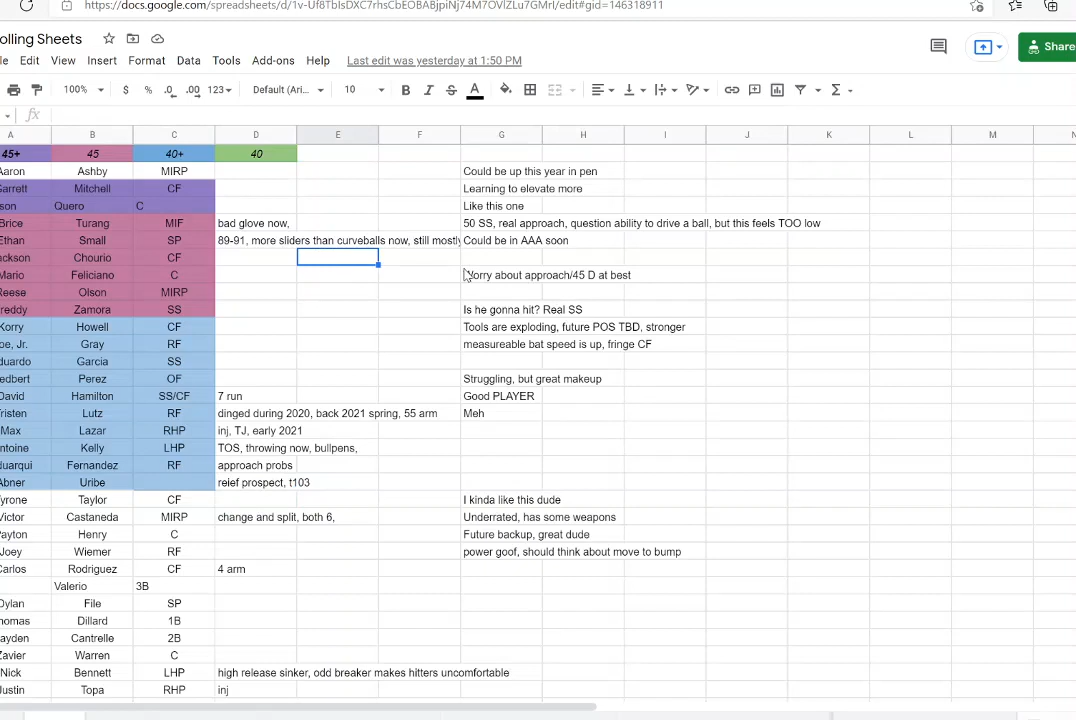 https://docs.google.com/spreadsheets/d/1v-Uf8TbIsDXC7rhsCbEOBABjpiNj74M7OVlZLu7GMrI/edit#gid=146318911
olling Sheets
le Edit View Insert Format Data Tools Add-ons Help Last edit was yesterday at 1:50 PM
Share
100% $ % .0 .00 123 Default (Ari... 10 B I S A
fx
A B C D E F G H I J K L M N
45+ 45 40+ 40
Aaron Ashby MIRP Could be up this year in pen
Garrett Mitchell CF Learning to elevate more
son Quero C Like this one
Brice Turang MIF bad glove now, 50 SS, real approach, question ability to drive a ball, but this feels TOO low
Ethan Small SP 89-91, more sliders than curveballs now, still mostly Could be in AAA soon
ackson Chourio CF
Mario Feliciano C Worry about approach/45 D at best
Reese Olson MIRP
reddy Zamora SS Is he gonna hit? Real SS
Korry Howell CF Tools are exploding, future POS TBD, stronger
pe, Jr. Gray RF measureable bat speed is up, fringe CF
duardo Garcia SS
edbert Perez OF Struggling, but great makeup
David Hamilton SS/CF 7 run Good PLAYER
risten Lutz RF dinged during 2020, back 2021 spring, 55 arm Meh
Max Lazar RHP inj, TJ, early 2021
ntoine Kelly LHP TOS, throwing now, bullpens,
duarqui Fernandez RF approach probs
Abner Uribe reief prospect, t103
yrone Taylor CF I kinda like this dude
Victor Castaneda MIRP change and split, both 6, Underrated, has some weapons
Payton Henry C Future backup, great dude
Joey Wiemer RF power goof, should think about move to bump
Carlos Rodriguez CF 4 arm
Valerio 3B
Dylan File SP
homas Dillard 1B
ayden Cantrelle 2B
Zavier Warren C
Nick Bennett LHP high release sinker, odd breaker makes hitters uncomfortable
Justin Topa RHP inj